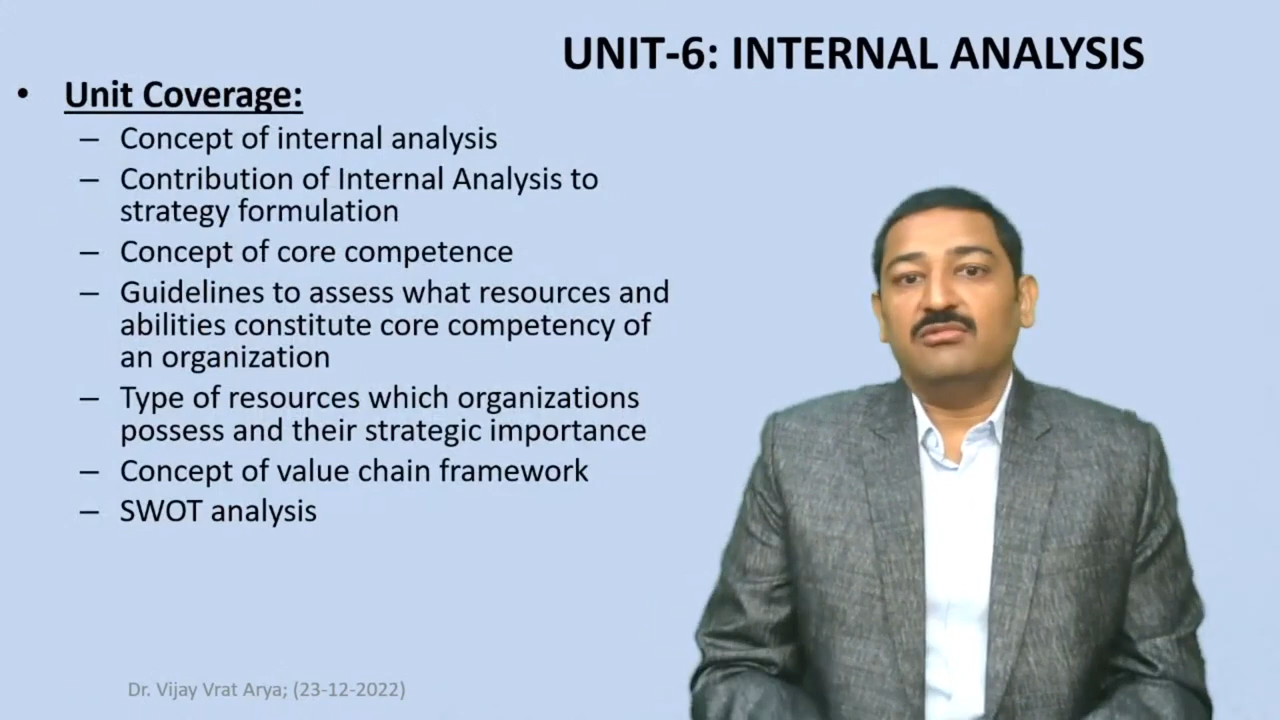 UNIT-6: INTERNAL ANALYSIS
• Unit Coverage:
– Concept of internal analysis
– Contribution of Internal Analysis to
strategy formulation
– Concept of core competence
– Guidelines to assess what resources and
abilities constitute core competency of
an organization
– Type of resources which organizations
possess and their strategic importance
– Concept of value chain framework
– SWOT analysis
Dr. Vijay Vrat Arya; (23-12-2022)